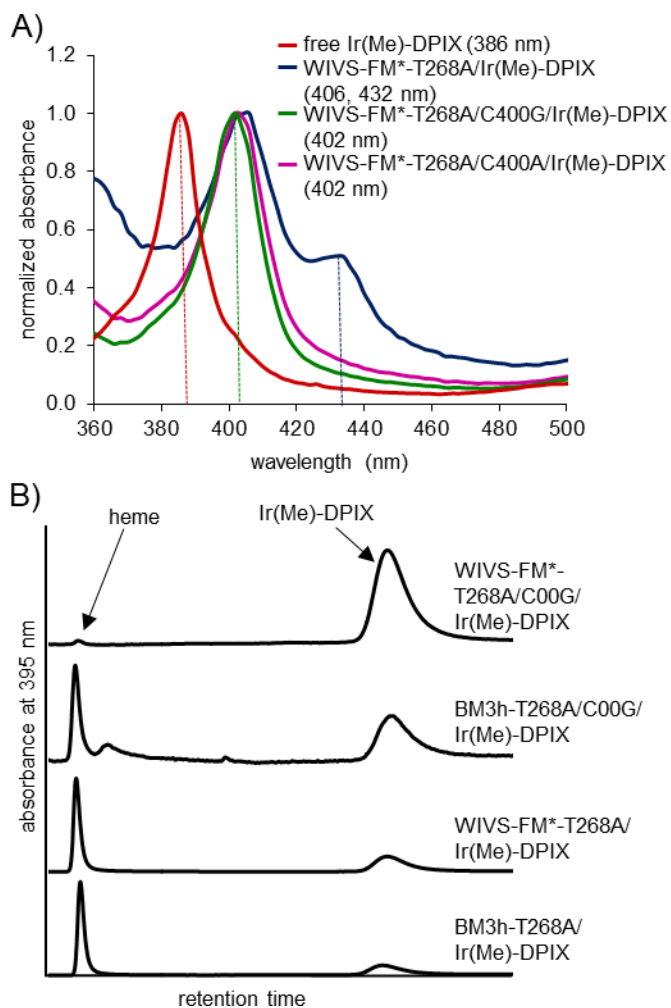 A)
free Ir(Me)-DPIX (386 nm)
WIVS-FM*-T268A/Ir(Me)-DPIX
(406, 432 nm)
WIVS-FM*-T268A/C400G/Ir(Me)-DPIX
(402 nm)
WIVS-FM*-T268A/C400A/Ir(Me)-DPIX
(402 nm)
normalized absorbance
1.2
1.0
0.8
0.6
0.4
0.2
0.0
360 380 400 420 440 460 480 500
wavelength (nm)
B)
heme
Ir(Me)-DPIX
absorbance at 395 nm
WIVS-FM*-
T268A/C00G/
Ir(Me)-DPIX
BM3h-T268A/C00G/
Ir(Me)-DPIX
WIVS-FM*-T268A/
Ir(Me)-DPIX
BM3h-T268A/
Ir(Me)-DPIX
retention time